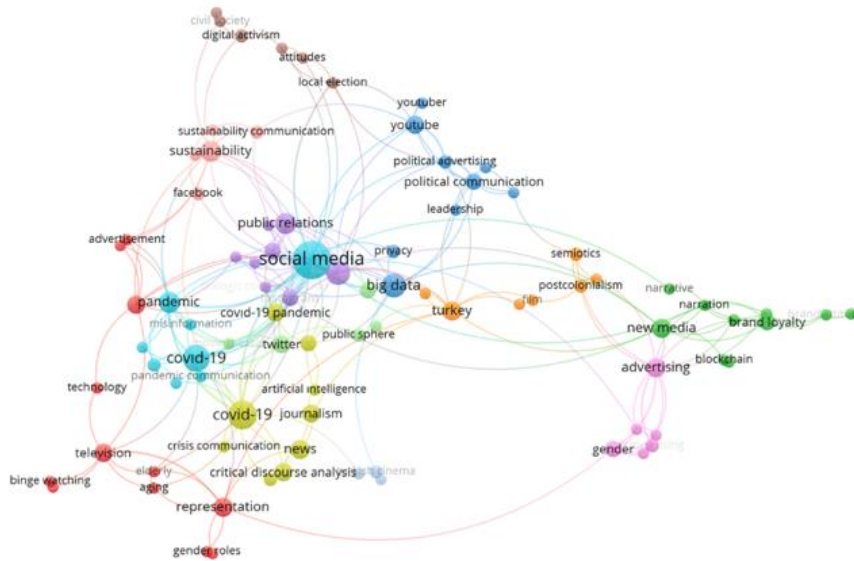 civil society
digital activism
attitudes
local election
youtuber
youtube
sustainability communication
sustainability
political advertising
political communication
facebook
leadership
public relations
advertisement
privacy
semiotics
social media
big data
postcolonialism
narrative
pandemic
film
narration
covid-19 pandemic
turkey
misinformation
new media
brand loyalty
public sphere
twitter
covid-19
blockchain
pandemic communication
advertising
technology
artificial intelligence
covid-19
journalism
crisis communication
news
gender
television
elderly
critical discourse analysis
cinema
binge watching
aging
representation
gender roles